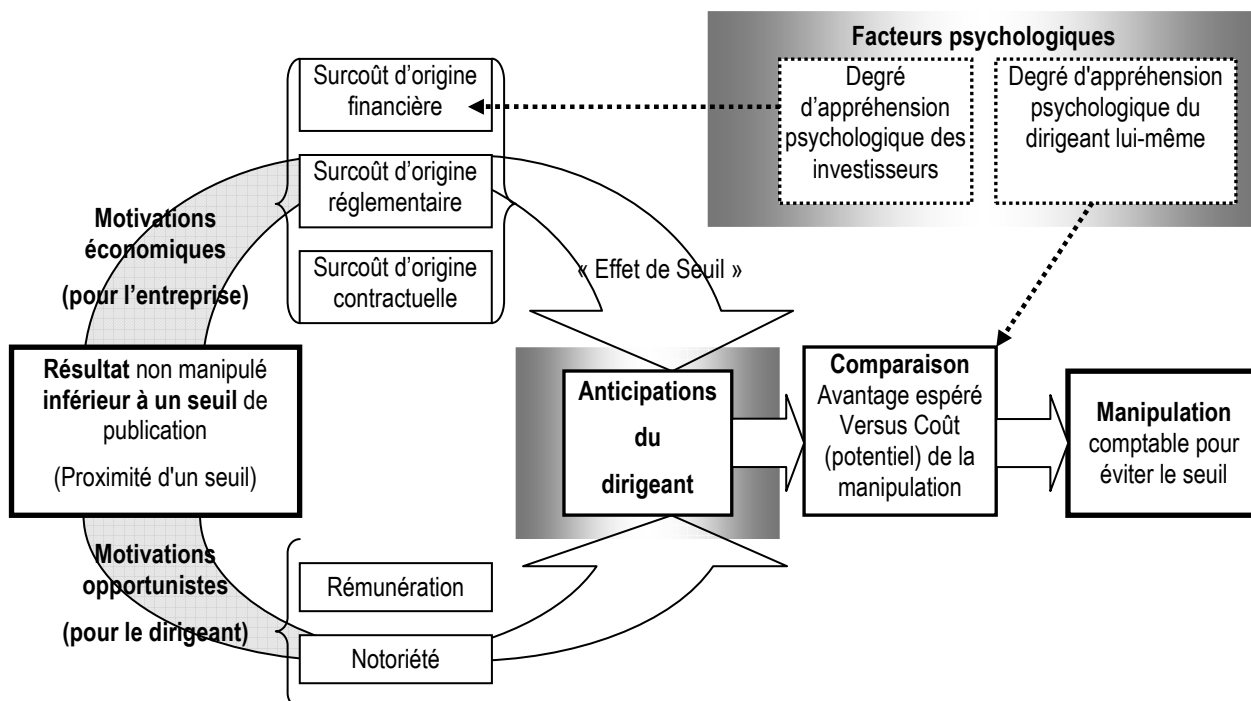 Facteurs psychologiques
Degré
d’appréhension
psychologique des
investisseurs
Degré d'appréhension
psychologique du
dirigeant lui-même
Surcoût d’origine
financière
Surcoût d’origine
réglementaire
Surcoût d’origine
contractuelle
Motivations
économiques
(pour l’entreprise)
« Effet de Seuil »
Résultat non manipulé
inférieur à un seuil de
publication
(Proximité d'un seuil)
Anticipations
du
dirigeant
Comparaison
Avantage espéré
Versus Coût
(potentiel) de la
manipulation
Manipulation
comptable pour
éviter le seuil
Motivations
opportunistes
(pour le dirigeant)
Rémunération
Notoriété